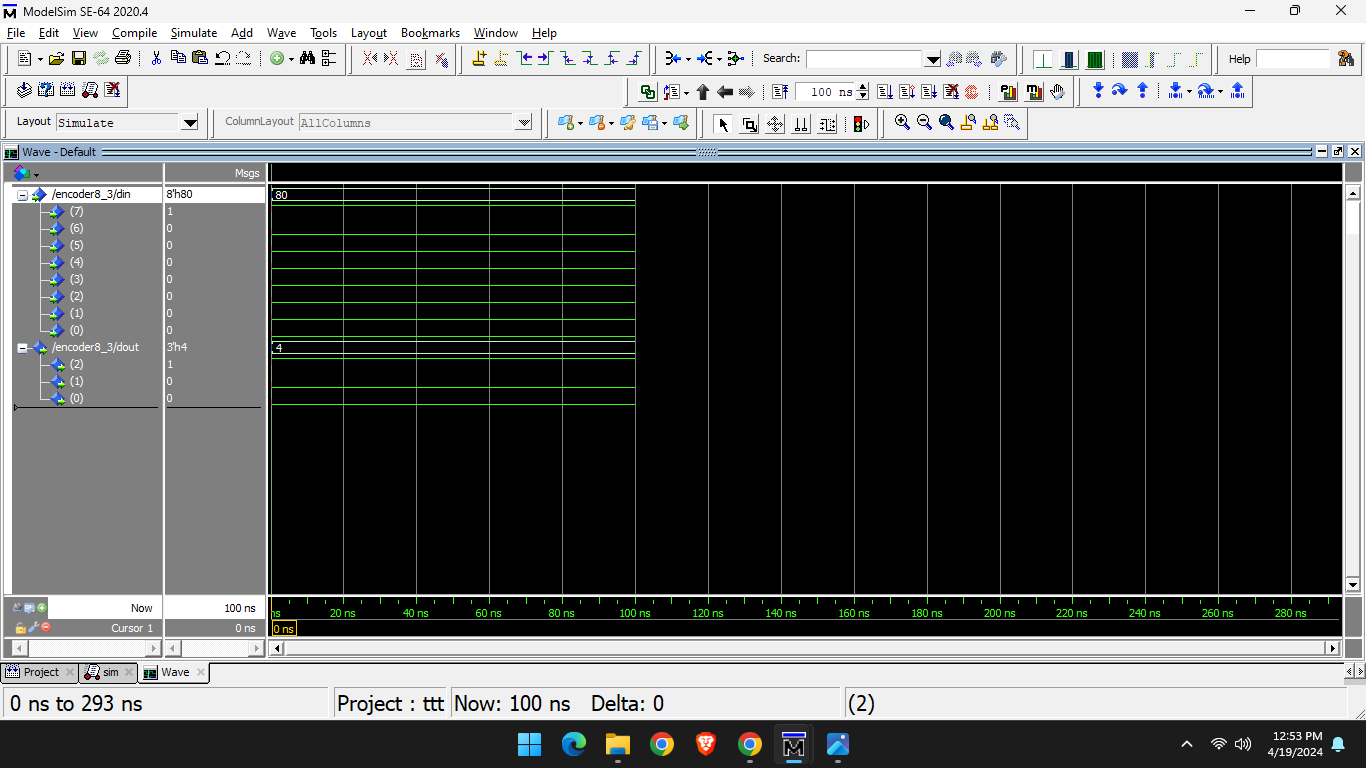 ModelSim SE-64 2020.4
File Edit View Compile Simulate Add Wave Tools Layout Bookmarks Window Help
Search:
Help
100 ns
Layout Simulate
ColumnLayout AllColumns
Wave - Default
Msgs
/encoder8_3/din 8'h80 80
(7) 1
(6) 0
(5) 0
(4) 0
(3) 0
(2) 0
(1) 0
(0) 0
/encoder8_3/dout 3'h4 4
(2) 1
(1) 0
(0) 0
Now 100 ns
ns 20 ns 40 ns 60 ns 80 ns 100 ns 120 ns 140 ns 160 ns 180 ns 200 ns 220 ns 240 ns 260 ns 280 ns
Cursor 1 0 ns 0 ns
Project sim Wave
0 ns to 293 ns Project : ttt Now: 100 ns Delta: 0 (2)
12:53 PM
4/19/2024